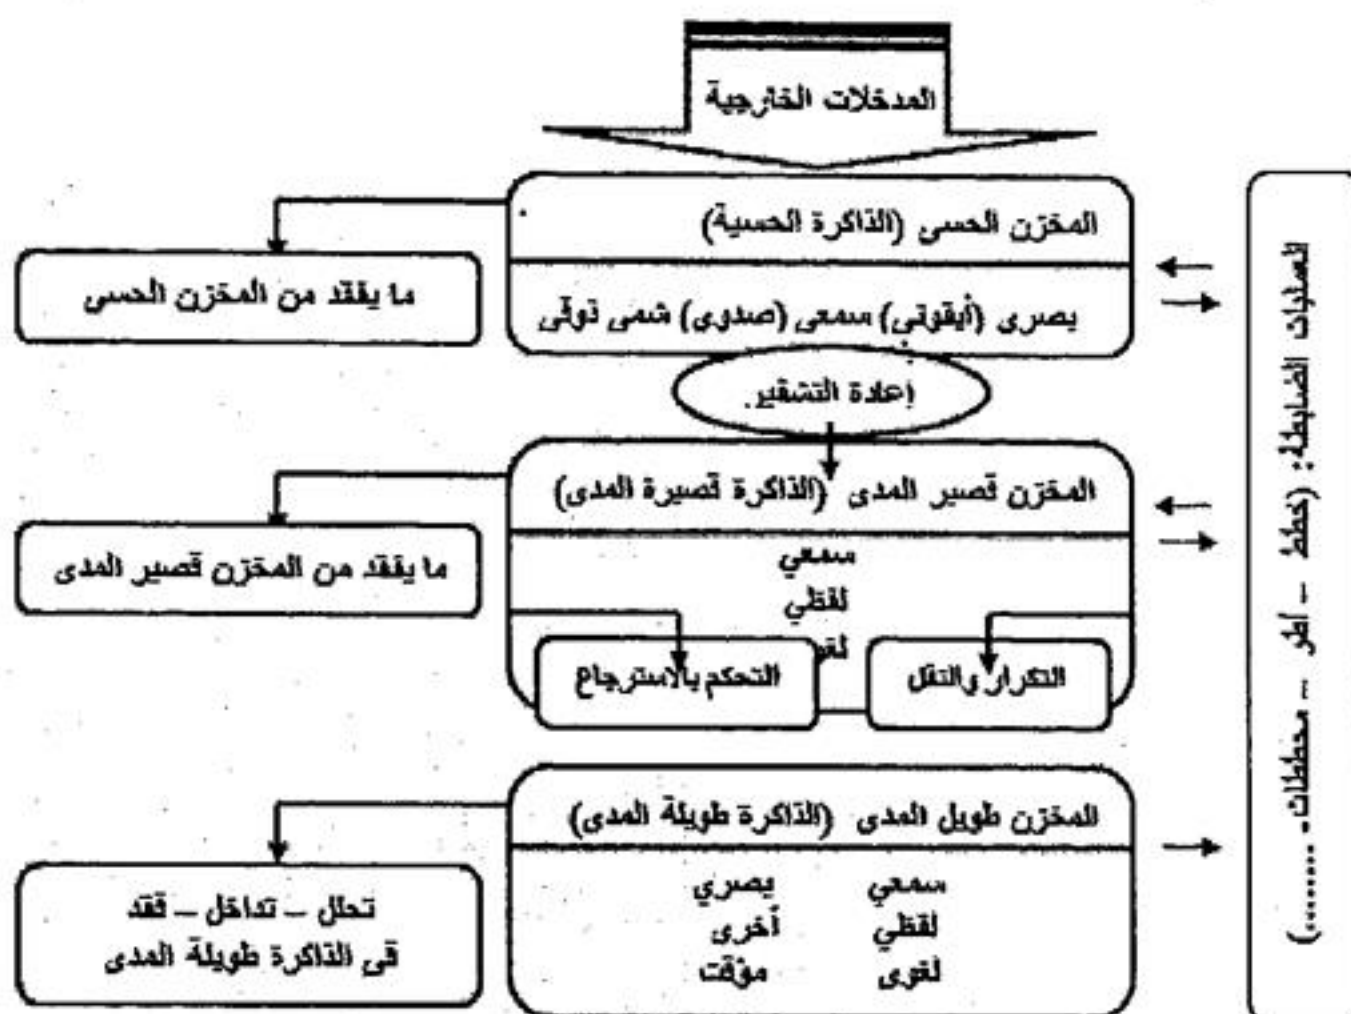 المدخلات الخارجية
المخزن الحسى (الذاكرة الحسية)
بصرى (أيقونى) سمعى (صدوى) شمى ذوقى
ما يفقد من المخزن الحسى
إعادة التشفير
المخزن قصير المدى (الذاكرة قصيرة المدى)
سمعي
لفظي
ما يفقد من المخزن قصير المدى
التكرار والنقل
التحكم بالاسترجاع
المخزن طويل المدى (الذاكرة طويلة المدى)
سمعي بصري
لفظي أخرى
لغوى مؤقت
تحلل – تداخل – فقد
فى الذاكرة طويلة المدى
العمليات الضابطة: (خطط – أطر – مخططات ........)